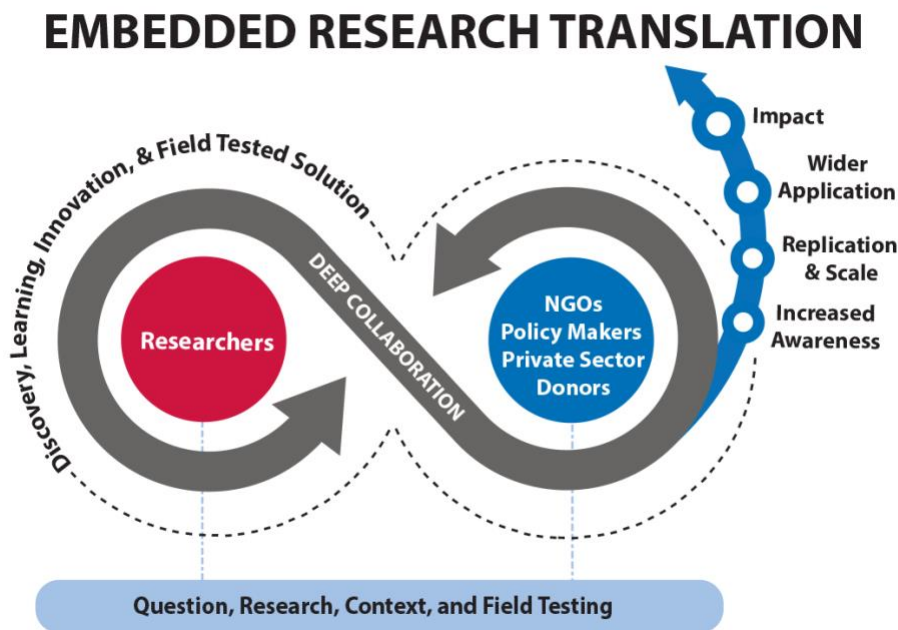 EMBEDDED RESEARCH TRANSLATION
Discovery, Learning, Innovation, & Field Tested Solution
Researchers
DEEP COLLABORATION
NGOs
Policy Makers
Private Sector
Donors
Impact
Wider
Application
Replication
& Scale
Increased
Awareness
Question, Research, Context, and Field Testing